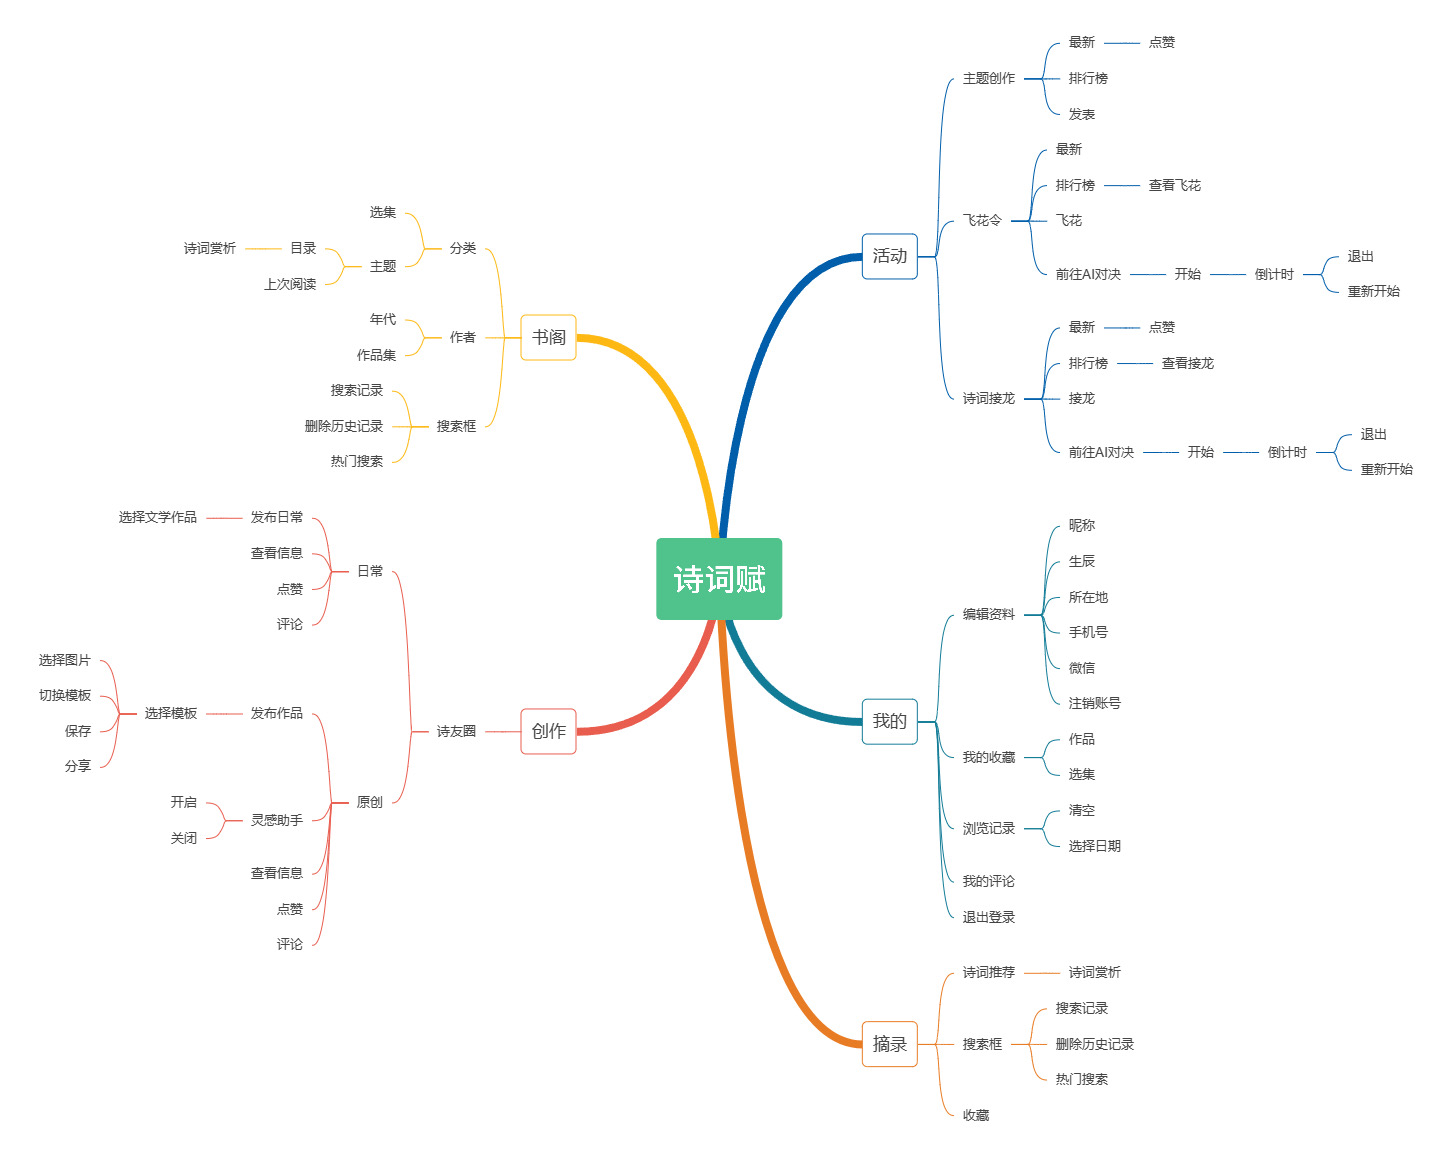 诗词赋
活动
主题创作
最新
点赞
排行榜
发表
飞花令
最新
排行榜
查看飞花
飞花
前往AI对决
开始
倒计时
退出
重新开始
诗词接龙
最新
点赞
排行榜
查看接龙
接龙
前往AI对决
开始
倒计时
退出
重新开始
我的
编辑资料
昵称
生辰
所在地
手机号
微信
注销账号
我的收藏
作品
选集
浏览记录
清空
选择日期
我的评论
退出登录
摘录
诗词推荐
诗词赏析
搜索框
搜索记录
删除历史记录
热门搜索
收藏
书阁
分类
选集
主题
目录
诗词赏析
上次阅读
作者
年代
作品集
搜索框
搜索记录
删除历史记录
热门搜索
创作
诗友圈
日常
发布日常
选择文学作品
查看信息
点赞
评论
原创
发布作品
选择模板
选择图片
切换模板
保存
分享
灵感助手
开启
关闭
查看信息
点赞
评论